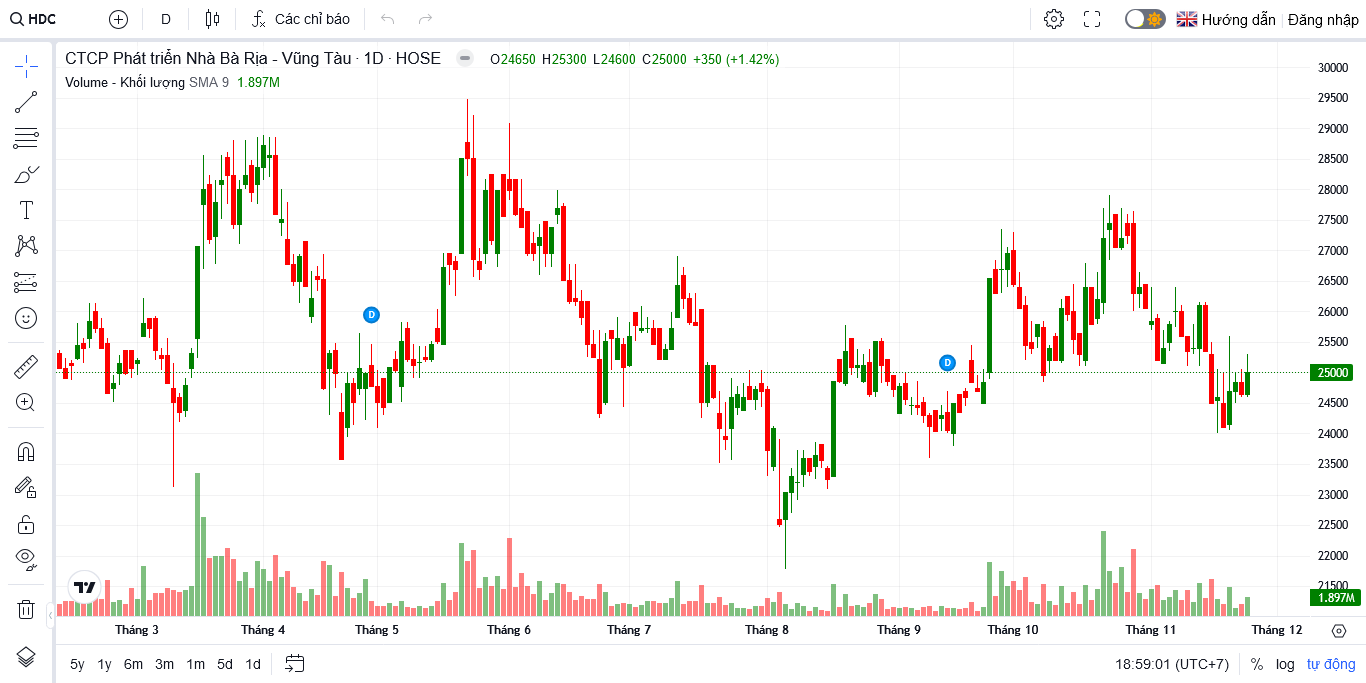 HDC D Các chỉ báo Hướng dẫn Đăng nhập
CTCP Phát triển Nhà Bà Rịa - Vũng Tàu · 1D · HOSE O24650 H25300 L24600 C25000 +350 (+1.42%)
Volume - Khối lượng SMA 9 1.897M
30000
29500
29000
28500
28000
27500
27000
26500
26000
25500
25000
24500
24000
23500
23000
22500
22000
21500
1.897M
D
D
Tháng 3 Tháng 4 Tháng 5 Tháng 6 Tháng 7 Tháng 8 Tháng 9 Tháng 10 Tháng 11 Tháng 12
5y 1y 6m 3m 1m 5d 1d 18:59:01 (UTC+7) % log tự động